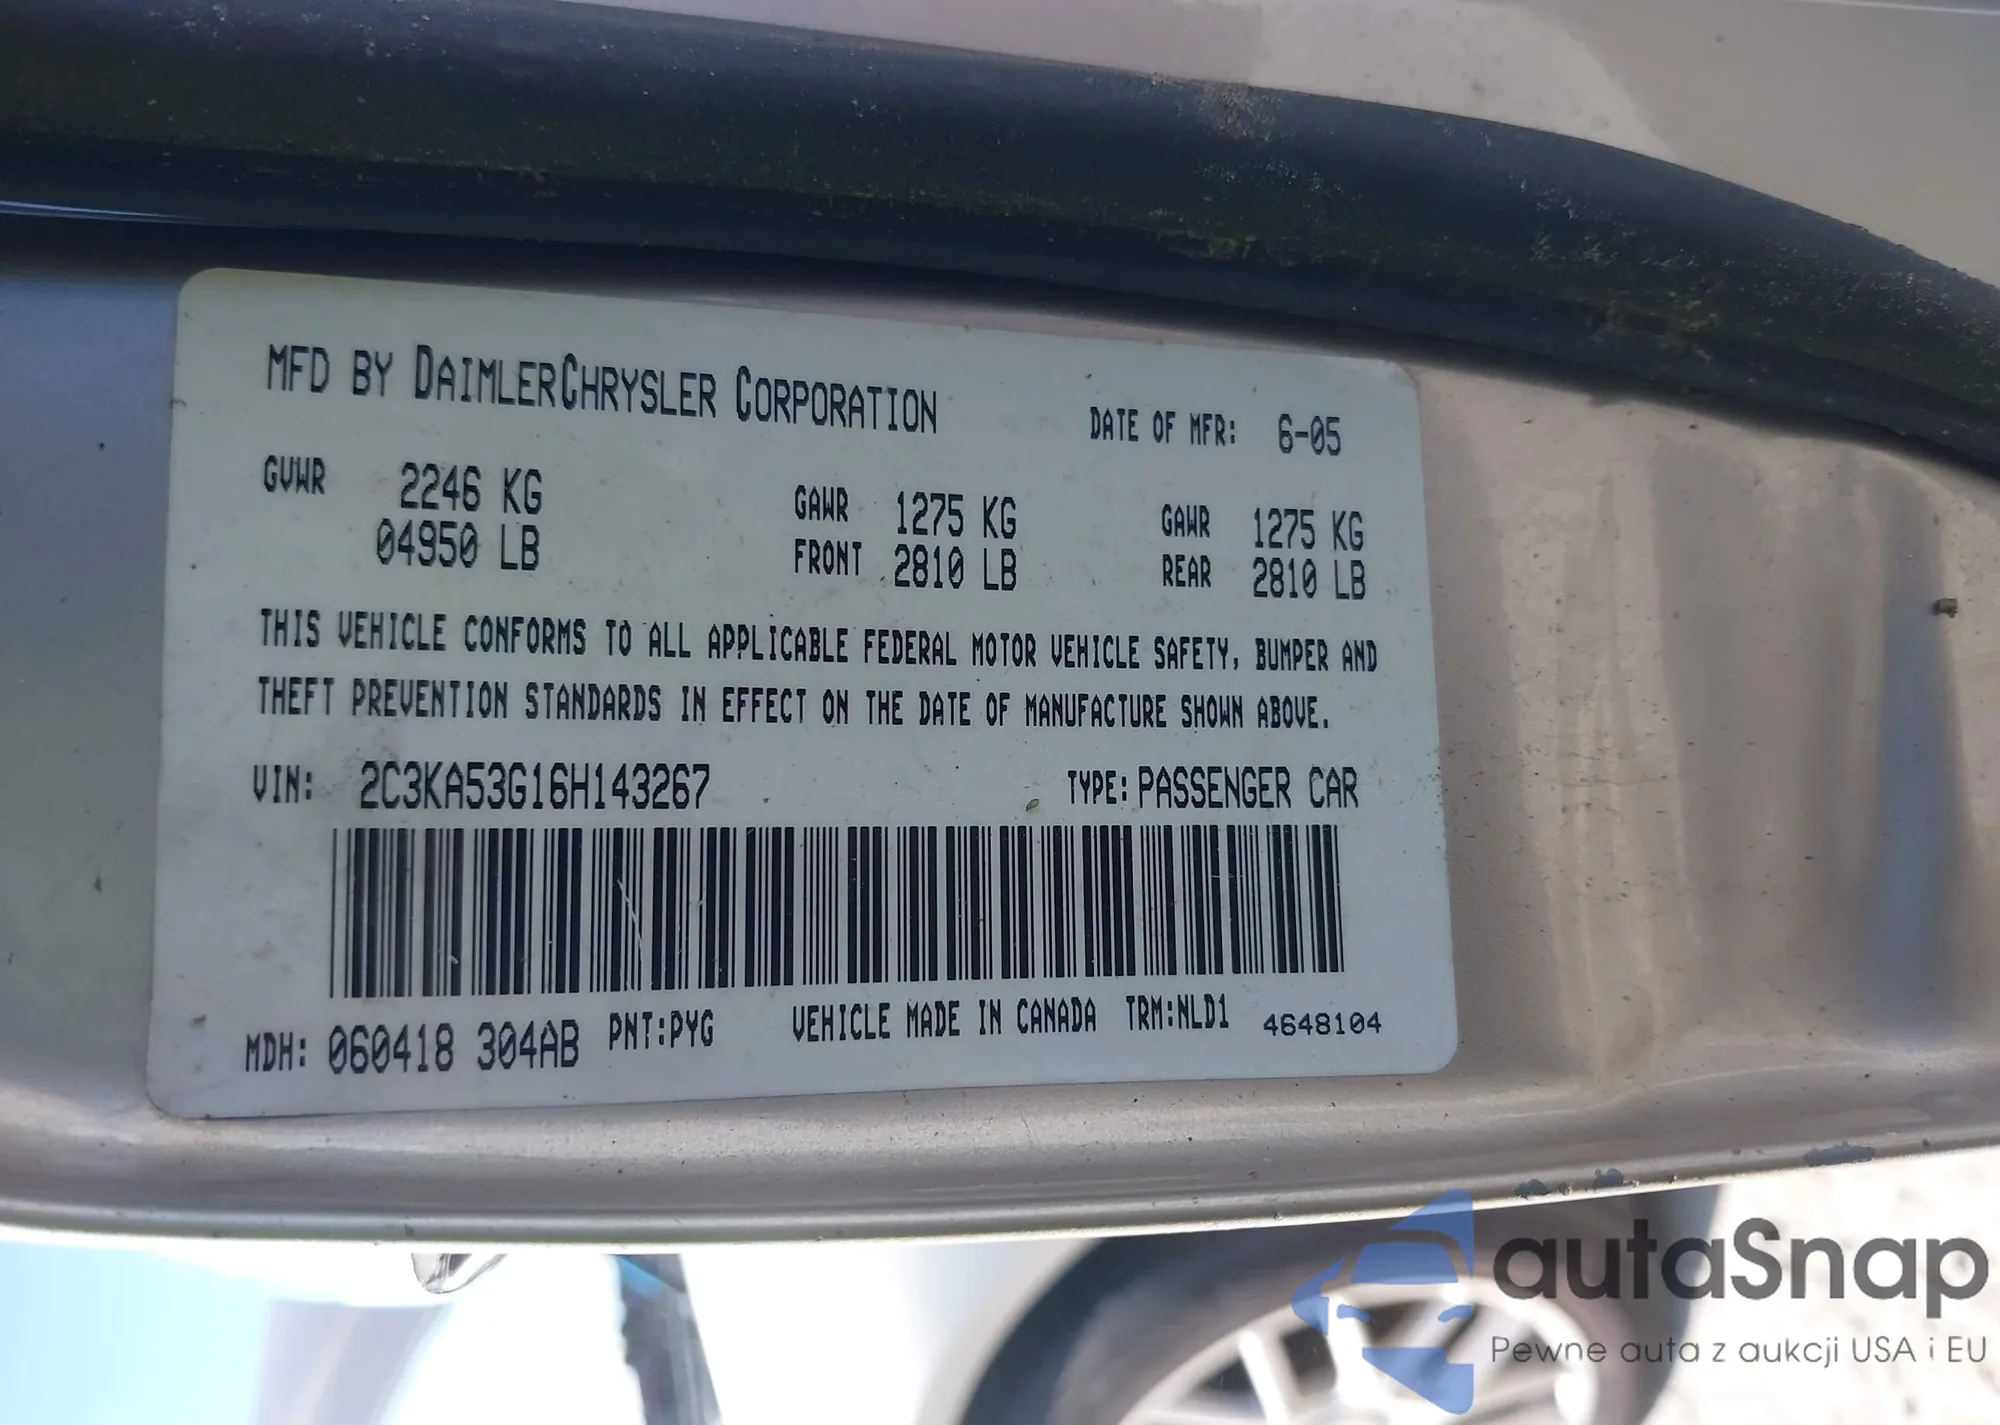 MFD BY DAIMLERCHRYSLER CORPORATION DATE OF MFR: 6-05
GVWR 2246 KG GAWR 1275 KG GAWR 1275 KG
04950 LB FRONT 2810 LB REAR 2810 LB
THIS VEHICLE CONFORMS TO ALL APPLICABLE FEDERAL MOTOR VEHICLE SAFETY, BUMPER AND
THEFT PREVENTION STANDARDS IN EFFECT ON THE DATE OF MANUFACTURE SHOWN ABOVE.
VIN: 2C3KA53G16H143267 TYPE: PASSENGER CAR
MDH: 060418 304AB PNT:PYG VEHICLE MADE IN CANADA TRM:NLD1 4648104
autaSnap
Pewne auta z aukcji USA i EU